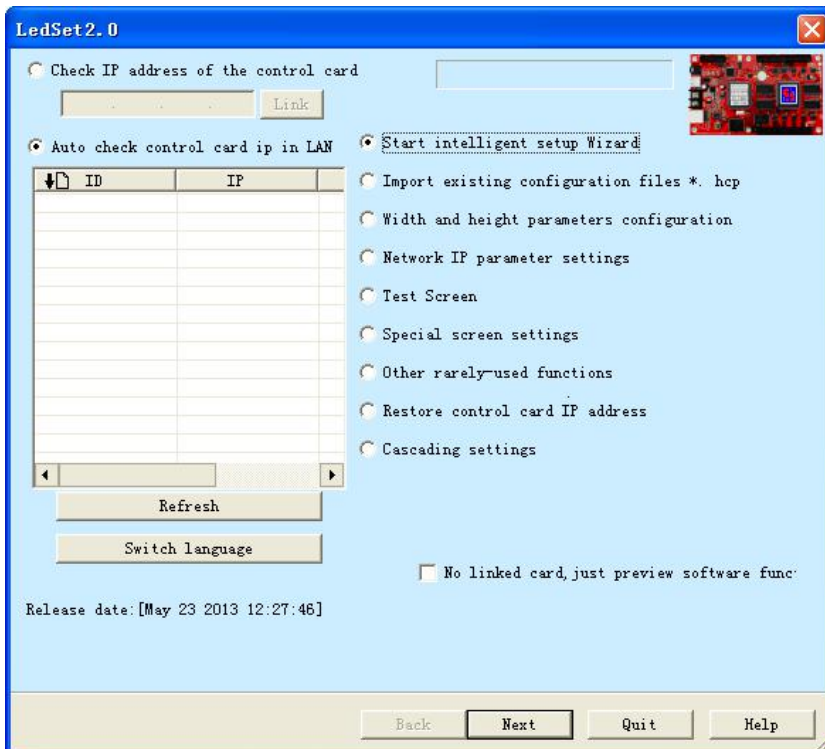 LedSet2.0
Check IP address of the control card
Link
Auto check control card ip in LAN
ID IP
Refresh
Switch language
Release date:[May 23 2013 12:27:46]
Start intelligent setup Wizard
Import existing configuration files *. hcp
Width and height parameters configuration
Network IP parameter settings
Test Screen
Special screen settings
Other rarely-used functions
Restore control card IP address
Cascading settings
No linked card, just preview software func
Back Next Quit Help